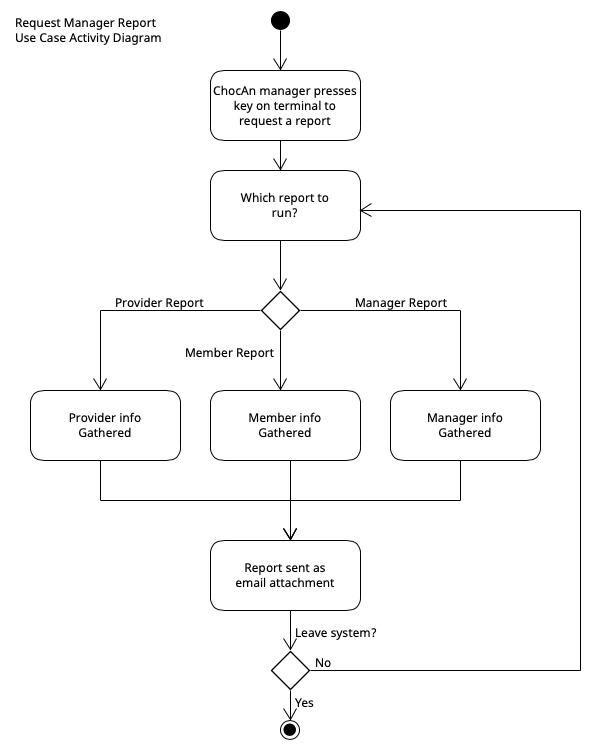 Request Manager Report
Use Case Activity Diagram
ChocAn manager presses
key on terminal to
request a report
Which report to
run?
Provider Report
Manager Report
Member Report
Provider info
Gathered
Member info
Gathered
Manager info
Gathered
Report sent as
email attachment
Leave system?
No
Yes